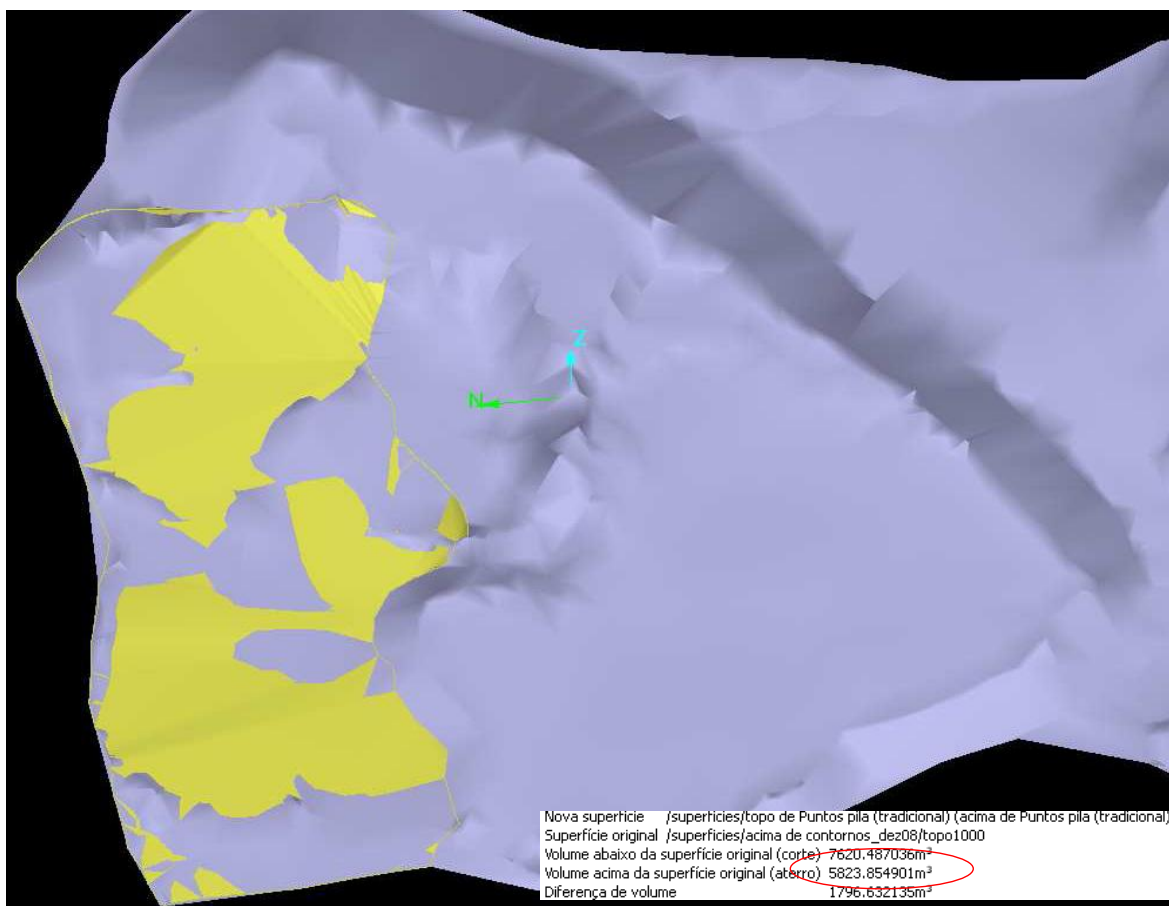 Z
N
Nova superfície /superficies/topo de Puntos pila (tradicional) (acima de Puntos pila (tradicional)
Superfície original /superficies/acima de contornos_dez08/topo1000
Volume abaixo da superfície original (corte) 7620.487036m³
Volume acima da superfície original (aterro) 5823.854901m³
Diferença de volume 1796.632135m³